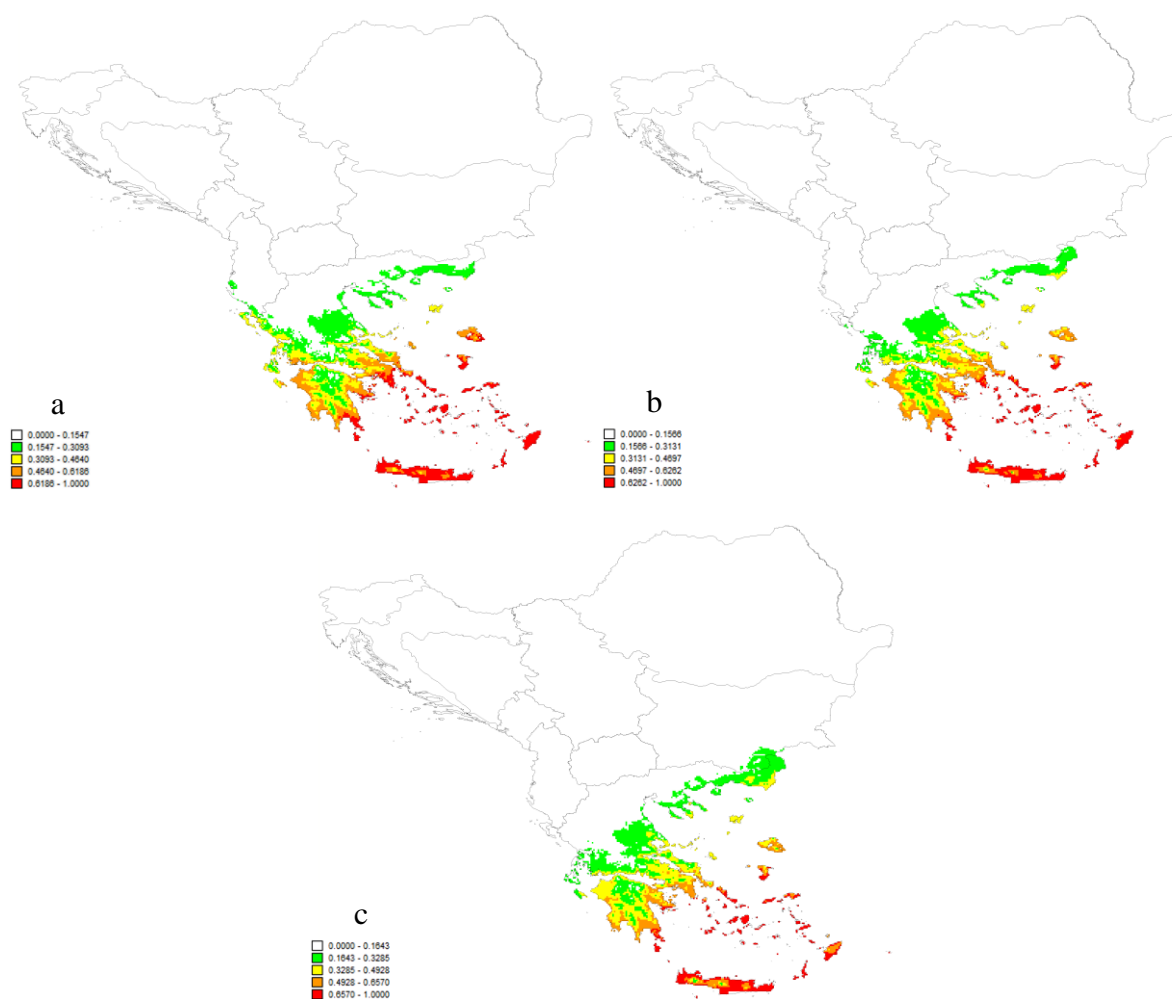 a
0.0000 - 0.1547
0.1547 - 0.3093
0.3093 - 0.4640
0.4640 - 0.6186
0.6186 - 1.0000
b
0.0000 - 0.1566
0.1566 - 0.3131
0.3131 - 0.4697
0.4697 - 0.6262
0.6262 - 1.0000
c
0.0000 - 0.1643
0.1643 - 0.3285
0.3285 - 0.4928
0.4928 - 0.6570
0.6570 - 1.0000